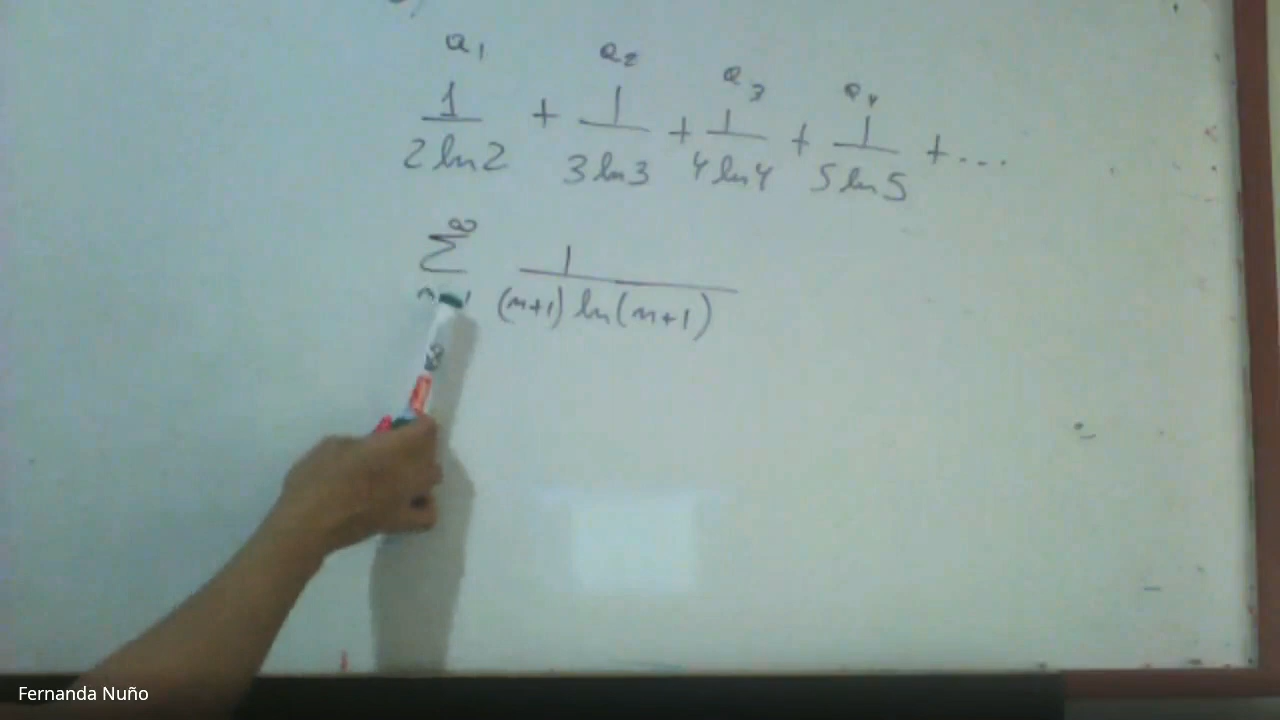 a1 a2 a3 a4
1/(2 ln 2) + 1/(3 ln 3) + 1/(4 ln 4) + 1/(5 ln 5) + ...
∞
Σ 1/((n+1) ln(n+1))
Fernanda Nuño